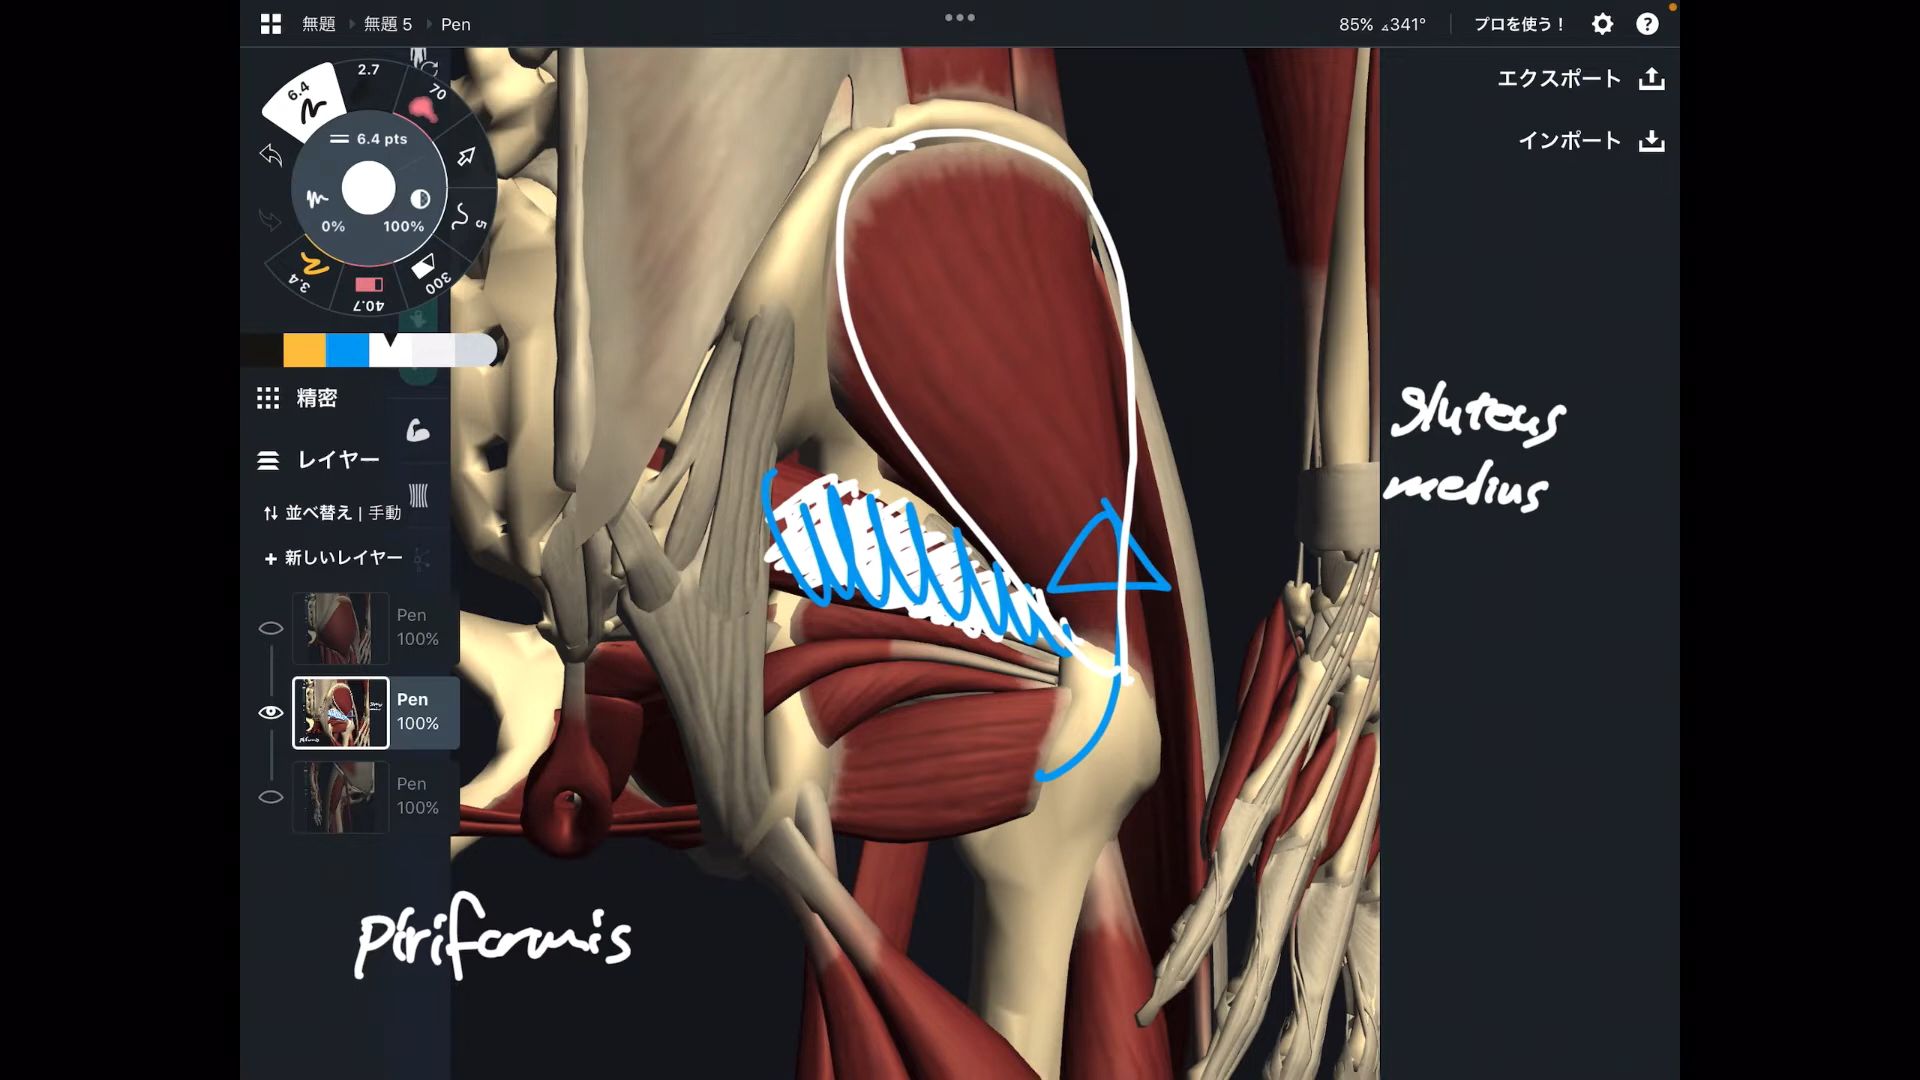 無題 無題 5 Pen
85% ⊿341° プロを使う！
エクスポート
インポート
2.7
6.4
70
6.4 pts
0% 100%
5
3.4
40.7
300
精密
レイヤー
並べ替え | 手動
+ 新しいレイヤー
Pen
100%
Pen
100%
Pen
100%
gluteus
medius
piriformis